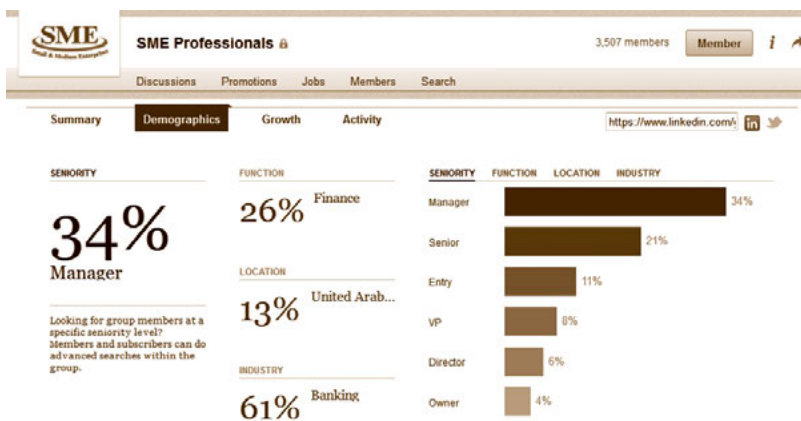 SME
Small & Medium Enterprises
SME Professionals
3,507 members
Member
i
Discussions Promotions Jobs Members Search
Summary Demographics Growth Activity
https://www.linkedin.com/
in
SENIORITY
34%
Manager
Looking for group members at a
specific seniority level?
Members and subscribers can do
advanced searches within the
group.
FUNCTION
26% Finance
LOCATION
13% United Arab...
INDUSTRY
61% Banking
SENIORITY FUNCTION LOCATION INDUSTRY
Manager 34%
Senior 21%
Entry 11%
VP 8%
Director 6%
Owner 4%